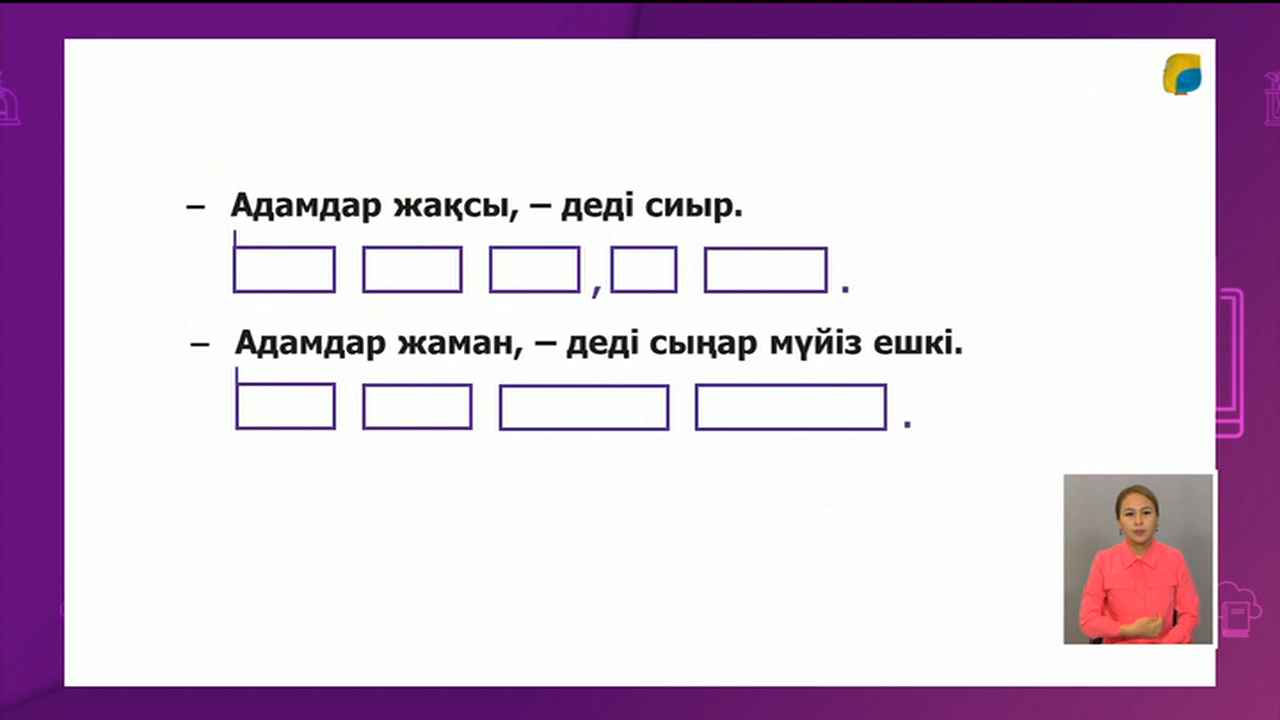 – Адамдар жақсы, – деді сиыр.
, .
– Адамдар жаман, – деді сыңар мүйіз ешкі.
.